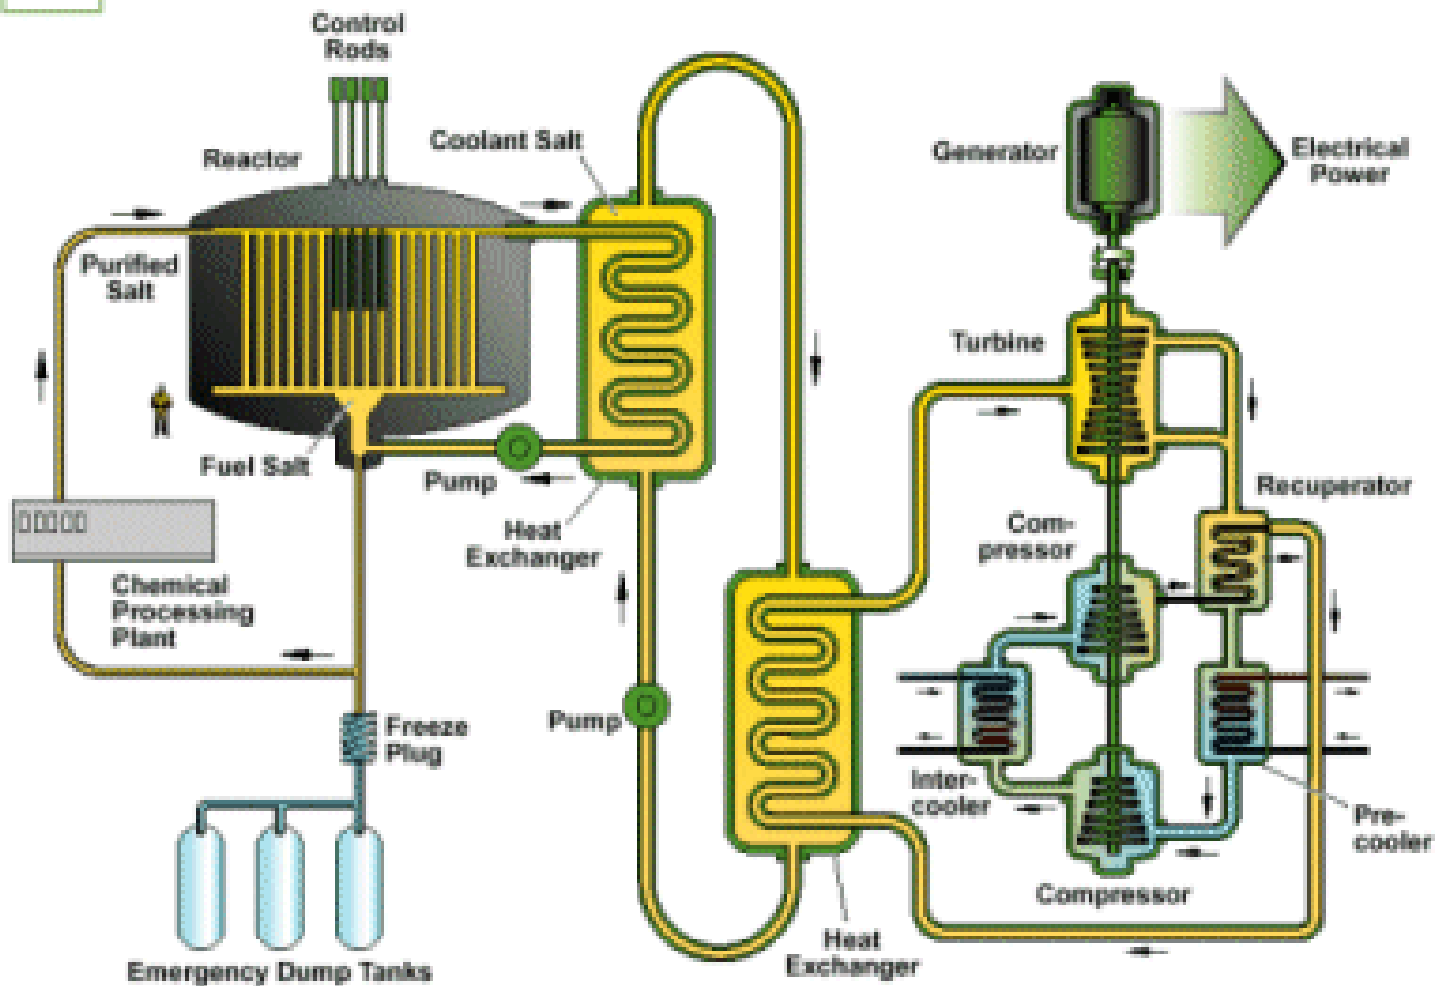 Control
Rods
Coolant Salt
Reactor
Generator
Electrical
Power
Purified
Salt
Turbine
Fuel Salt
Pump
Recuperator
Heat
Exchanger
Com-
pressor
Chemical
Processing
Plant
Pump
Freeze
Plug
Inter-
cooler
Pre-
cooler
Compressor
Heat
Exchanger
Emergency Dump Tanks